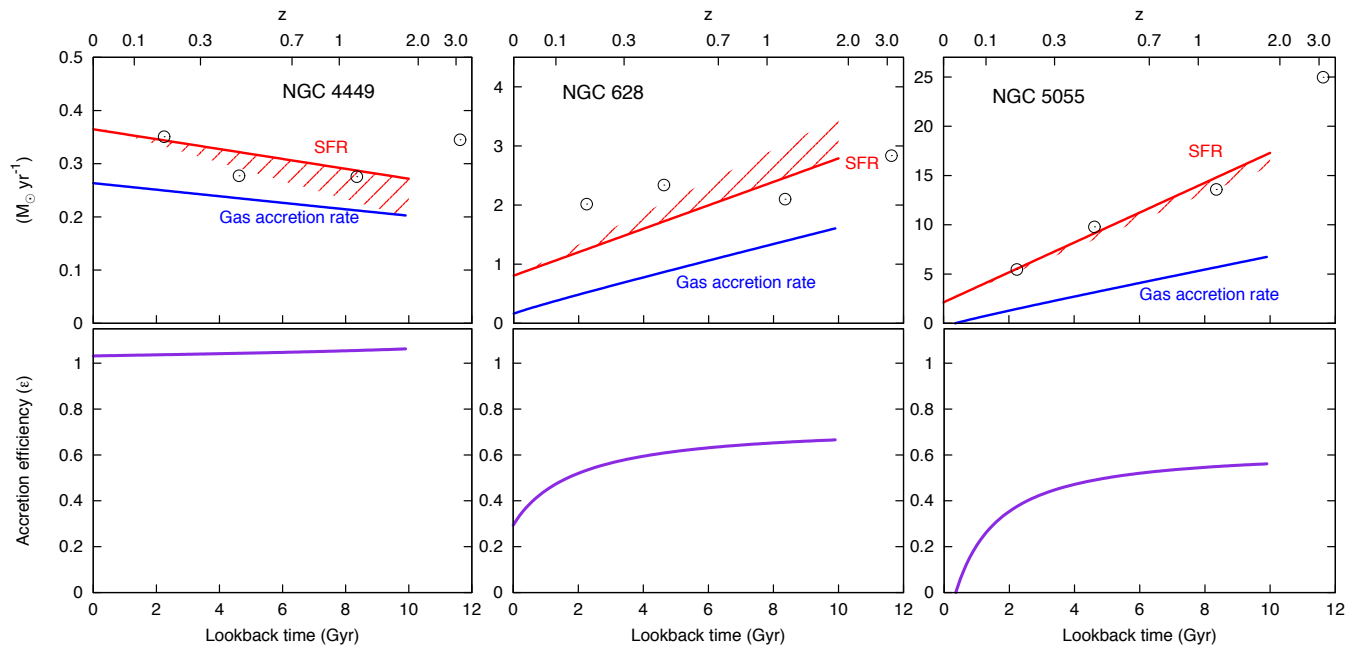 z z z
0 0.1 0.3 0.7 1 2.0 3.0 0 0.1 0.3 0.7 1 2.0 3.0 0 0.1 0.3 0.7 1 2.0 3.0
0.5
0.4
0.3
0.2
0.1
0
(M⊙ yr⁻¹)
NGC 4449
SFR
Gas accretion rate
4
3
2
1
0
NGC 628
SFR
Gas accretion rate
25
20
15
10
5
0
NGC 5055
SFR
Gas accretion rate
Accretion efficiency (ε)
1
0.8
0.6
0.4
0.2
0
1
0.8
0.6
0.4
0.2
0
1
0.8
0.6
0.4
0.2
0
0 2 4 6 8 10 12 0 2 4 6 8 10 12 0 2 4 6 8 10 12
Lookback time (Gyr) Lookback time (Gyr) Lookback time (Gyr)